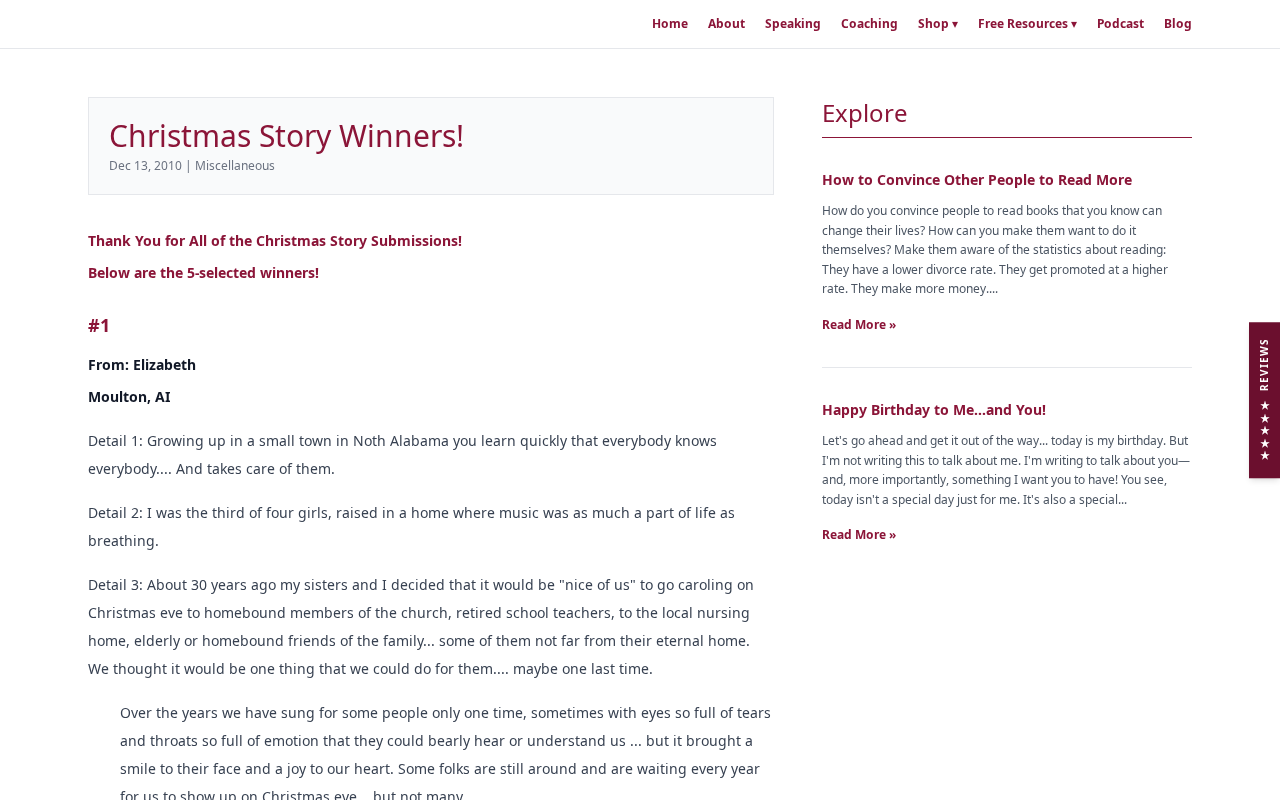 Home About Speaking Coaching Shop ▾ Free Resources ▾ Podcast Blog
Christmas Story Winners!
Dec 13, 2010 | Miscellaneous
Thank You for All of the Christmas Story Submissions!
Below are the 5-selected winners!
#1
From: Elizabeth
Moulton, AI
Detail 1: Growing up in a small town in Noth Alabama you learn quickly that everybody knows
everybody.... And takes care of them.
Detail 2: I was the third of four girls, raised in a home where music was as much a part of life as
breathing.
Detail 3: About 30 years ago my sisters and I decided that it would be "nice of us" to go caroling on
Christmas eve to homebound members of the church, retired school teachers, to the local nursing
home, elderly or homebound friends of the family... some of them not far from their eternal home.
We thought it would be one thing that we could do for them.... maybe one last time.
Over the years we have sung for some people only one time, sometimes with eyes so full of tears
and throats so full of emotion that they could bearly hear or understand us ... but it brought a
smile to their face and a joy to our heart. Some folks are still around and are waiting every year
for us to show up on Christmas eve... but not many.
Explore
How to Convince Other People to Read More
How do you convince people to read books that you know can
change their lives? How can you make them want to do it
themselves? Make them aware of the statistics about reading:
They have a lower divorce rate. They get promoted at a higher
rate. They make more money....
Read More »
Happy Birthday to Me...and You!
Let's go ahead and get it out of the way... today is my birthday. But
I'm not writing this to talk about me. I'm writing to talk about you—
and, more importantly, something I want you to have! You see,
today isn't a special day just for me. It's also a special...
Read More »
REVIEWS ★★★★★